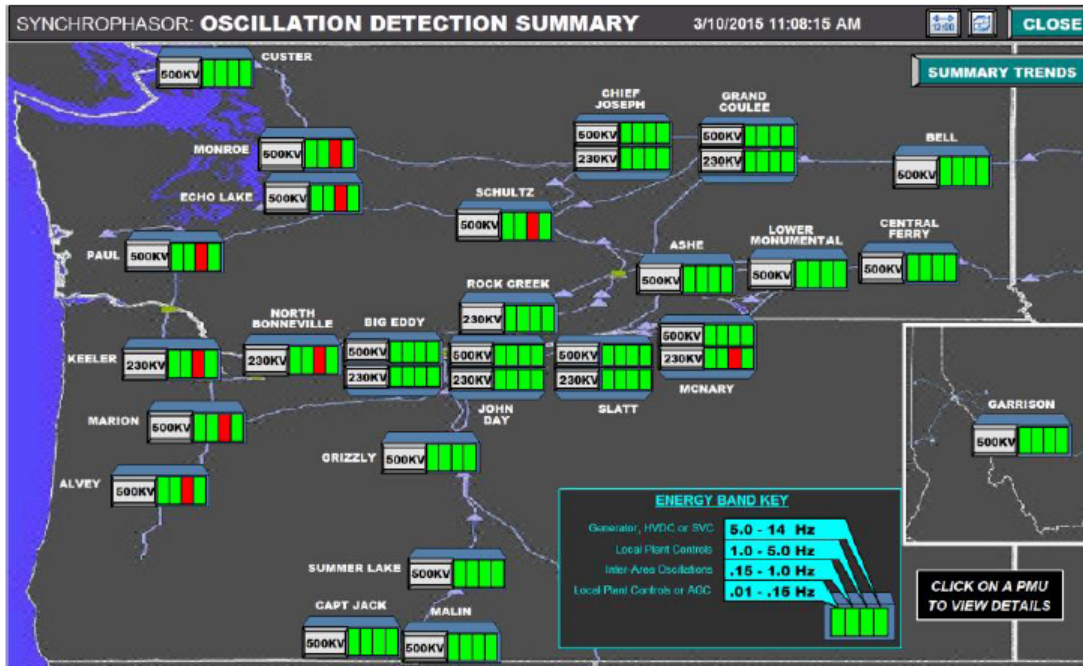 SYNCHROPHASOR: OSCILLATION DETECTION SUMMARY 3/10/2015 11:08:15 AM 12:00 CLOSE
SUMMARY TRENDS
CUSTER
500KV
MONROE
500KV
ECHO LAKE
500KV
CHIEF
JOSEPH
500KV
230KV
GRAND
COULEE
500KV
230KV
BELL
500KV
SCHULTZ
500KV
PAUL
500KV
ASHE
500KV
LOWER
MONUMENTAL
500KV
CENTRAL
FERRY
500KV
ROCK CREEK
230KV
KEELER
230KV
NORTH
BONNEVILLE
230KV
BIG EDDY
500KV
230KV
500KV
230KV
JOHN
DAY
500KV
230KV
SLATT
500KV
230KV
MCNARY
MARION
500KV
GRIZZLY
500KV
ALVEY
500KV
GARRISON
500KV
SUMMER LAKE
500KV
CAPT JACK
500KV
MALIN
500KV
ENERGY BAND KEY
Generator, HVDC or SVC 5.0 - 14 Hz
Local Plant Controls 1.0 - 5.0 Hz
Inter-Area Oscillations .15 - 1.0 Hz
Local Plant Controls or AGC .01 - .15 Hz
CLICK ON A PMU
TO VIEW DETAILS